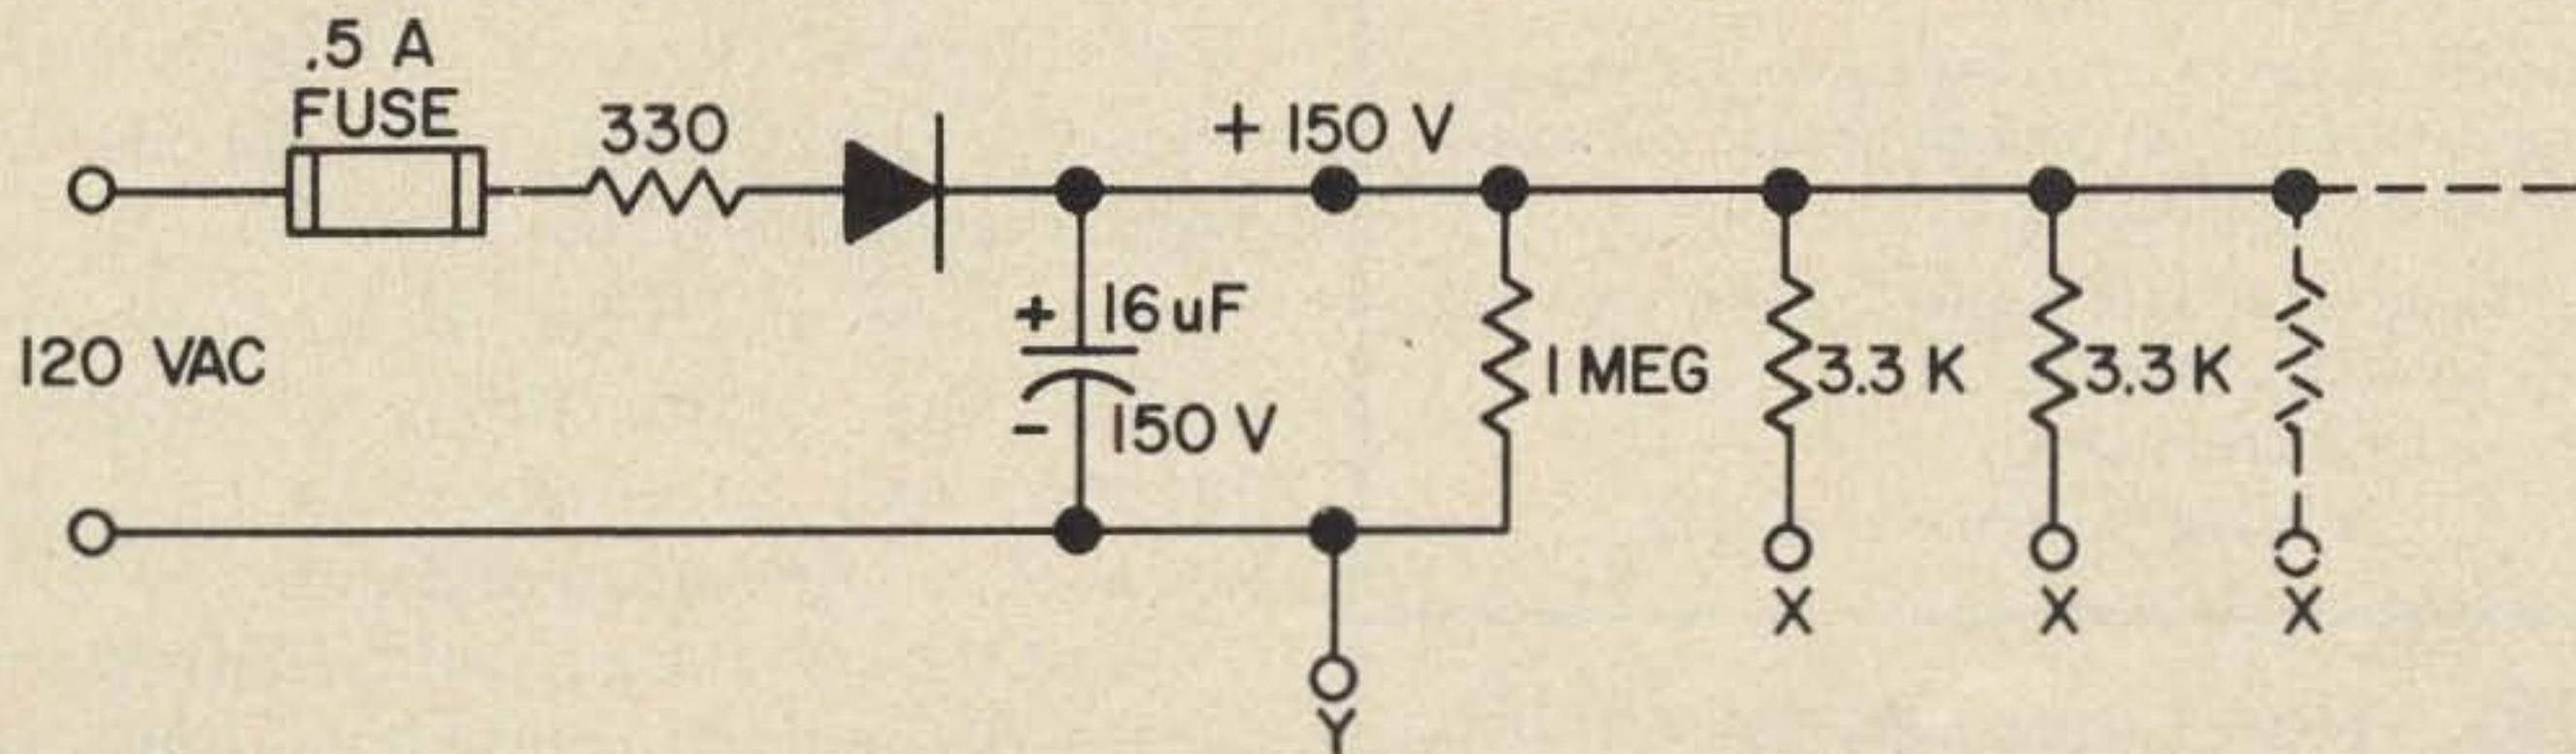 .5 A
FUSE
330
+ 150 V
120 VAC
+ 16 uF
- 150 V
1 MEG
3.3 K
3.3 K
X
X
X
Y